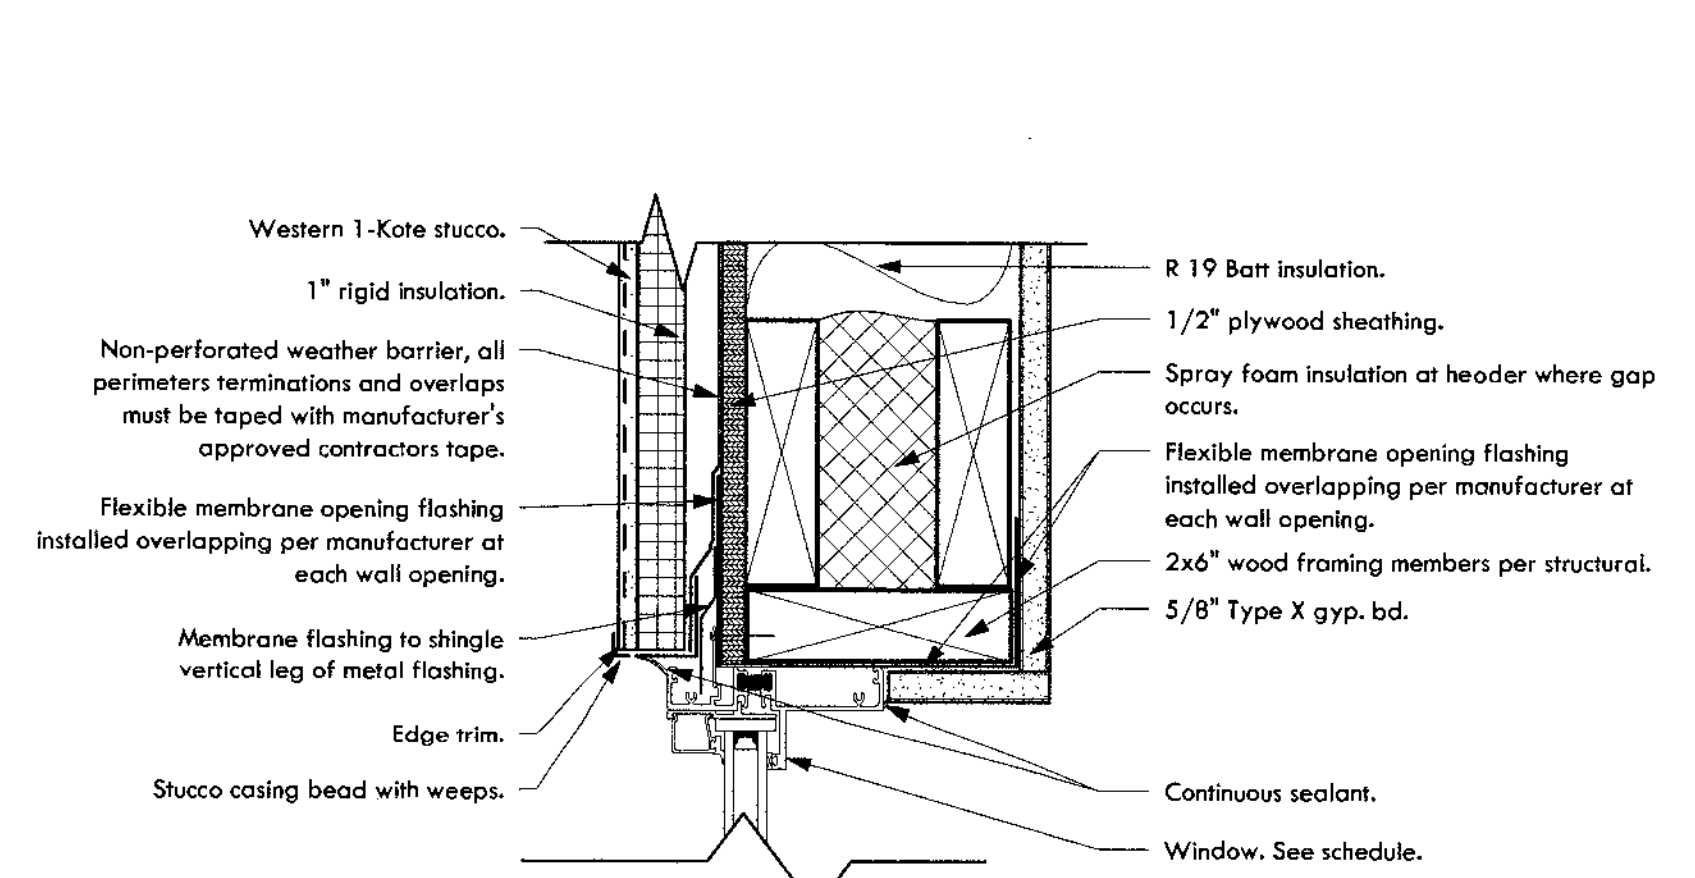 Western 1-Kote stucco.
1" rigid insulation.
Non-perforated weather barrier, all
perimeters terminations and overlaps
must be taped with manufacturer's
approved contractors tape.
Flexible membrane opening flashing
installed overlapping per manufacturer at
each wall opening.
Membrane flashing to shingle
vertical leg of metal flashing.
Edge trim.
Stucco casing bead with weeps.
R 19 Batt insulation.
1/2" plywood sheathing.
Spray foam insulation at heoder where gap
occurs.
Flexible membrane opening flashing
installed overlapping per manufacturer at
each wall opening.
2x6" wood framing members per structural.
5/8" Type X gyp. bd.
Continuous sealant.
Window. See schedule.